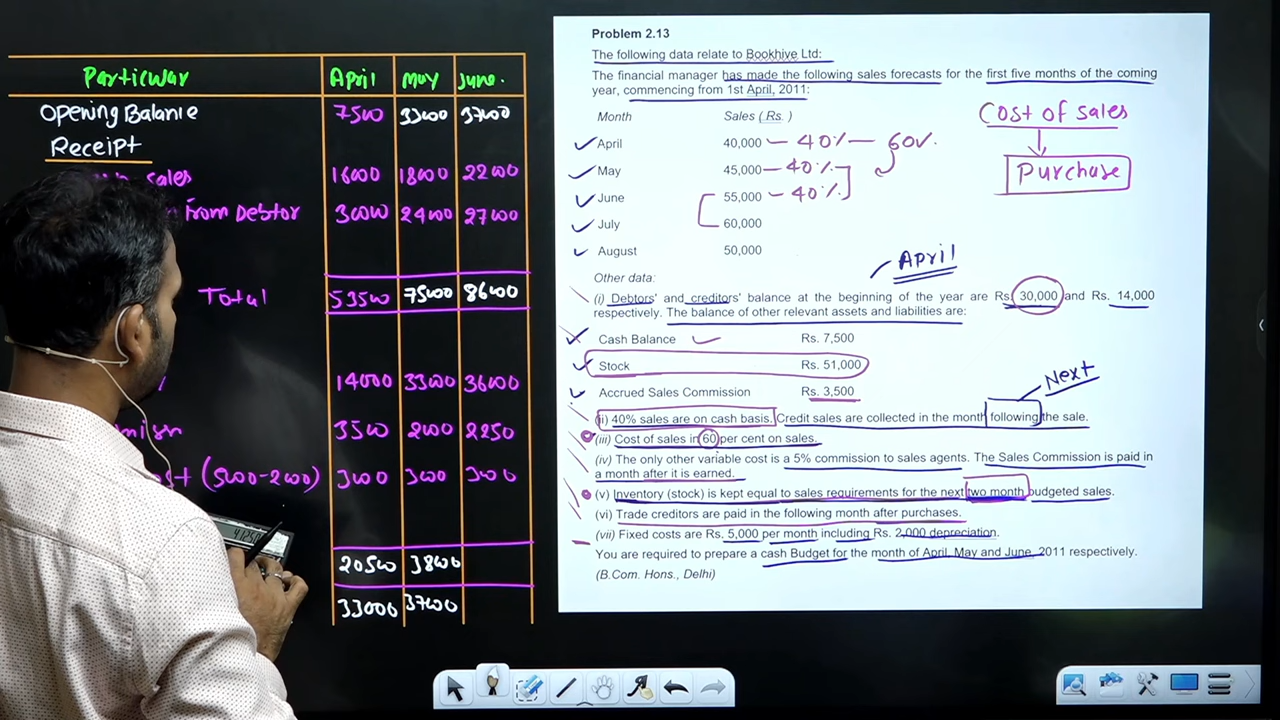 Particular April May June.
Opening Balance 7500 33000 37000
Receipt
sales 16000 18000 22000
From Debtor 30000 24000 27000
Total 53500 75000 86000
14000 33000 36000
3500 2000 2250
(5000-2000) 3000 3000 3000
20500 38000
33000 37000
Problem 2.13
The following data relate to Bookhive Ltd:
The financial manager has made the following sales forecasts for the first five months of the coming
year, commencing from 1st April, 2011:
Month Sales (Rs.)
April 40,000 – 40% – 60%.
May 45,000 – 40%.
June 55,000 – 40%.
July 60,000
August 50,000
Cost of sales
Purchase
Other data:
April
(i) Debtors' and creditors' balance at the beginning of the year are Rs. 30,000 and Rs. 14,000
respectively. The balance of other relevant assets and liabilities are:
Cash Balance Rs. 7,500
Stock Rs. 51,000
Accrued Sales Commission Rs. 3,500
Next
(ii) 40% sales are on cash basis. Credit sales are collected in the month following the sale.
(iii) Cost of sales in 60 per cent on sales.
(iv) The only other variable cost is a 5% commission to sales agents. The Sales Commission is paid in
a month after it is earned.
(v) Inventory (stock) is kept equal to sales requirements for the next two month budgeted sales.
(vi) Trade creditors are paid in the following month after purchases.
(vii) Fixed costs are Rs. 5,000 per month including Rs. 2,000 depreciation.
You are required to prepare a cash Budget for the month of April, May and June, 2011 respectively.
(B.Com. Hons., Delhi)